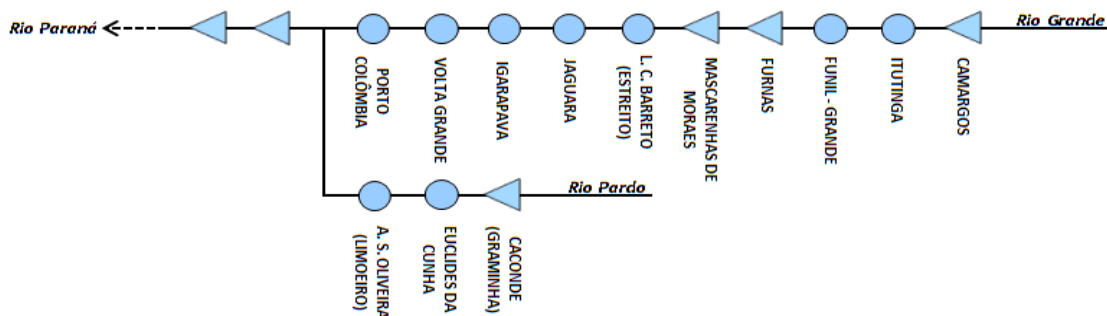 Rio Paraná
Rio Grande
PORTO
COLÔMBIA
VOLTA GRANDE
IGARAPAVA
JAGUARA
L. C. BARRETO
(ESTREITO)
MASCARENHAS DE
MORAES
FURNAS
FUNIL - GRANDE
ITUTINGA
CAMARGOS
Rio Pardo
A. S. OLIVEIRA
(LIMOEIRO)
EUCLIDES DA
CUNHA
CACONDE
(GRAMINHA)